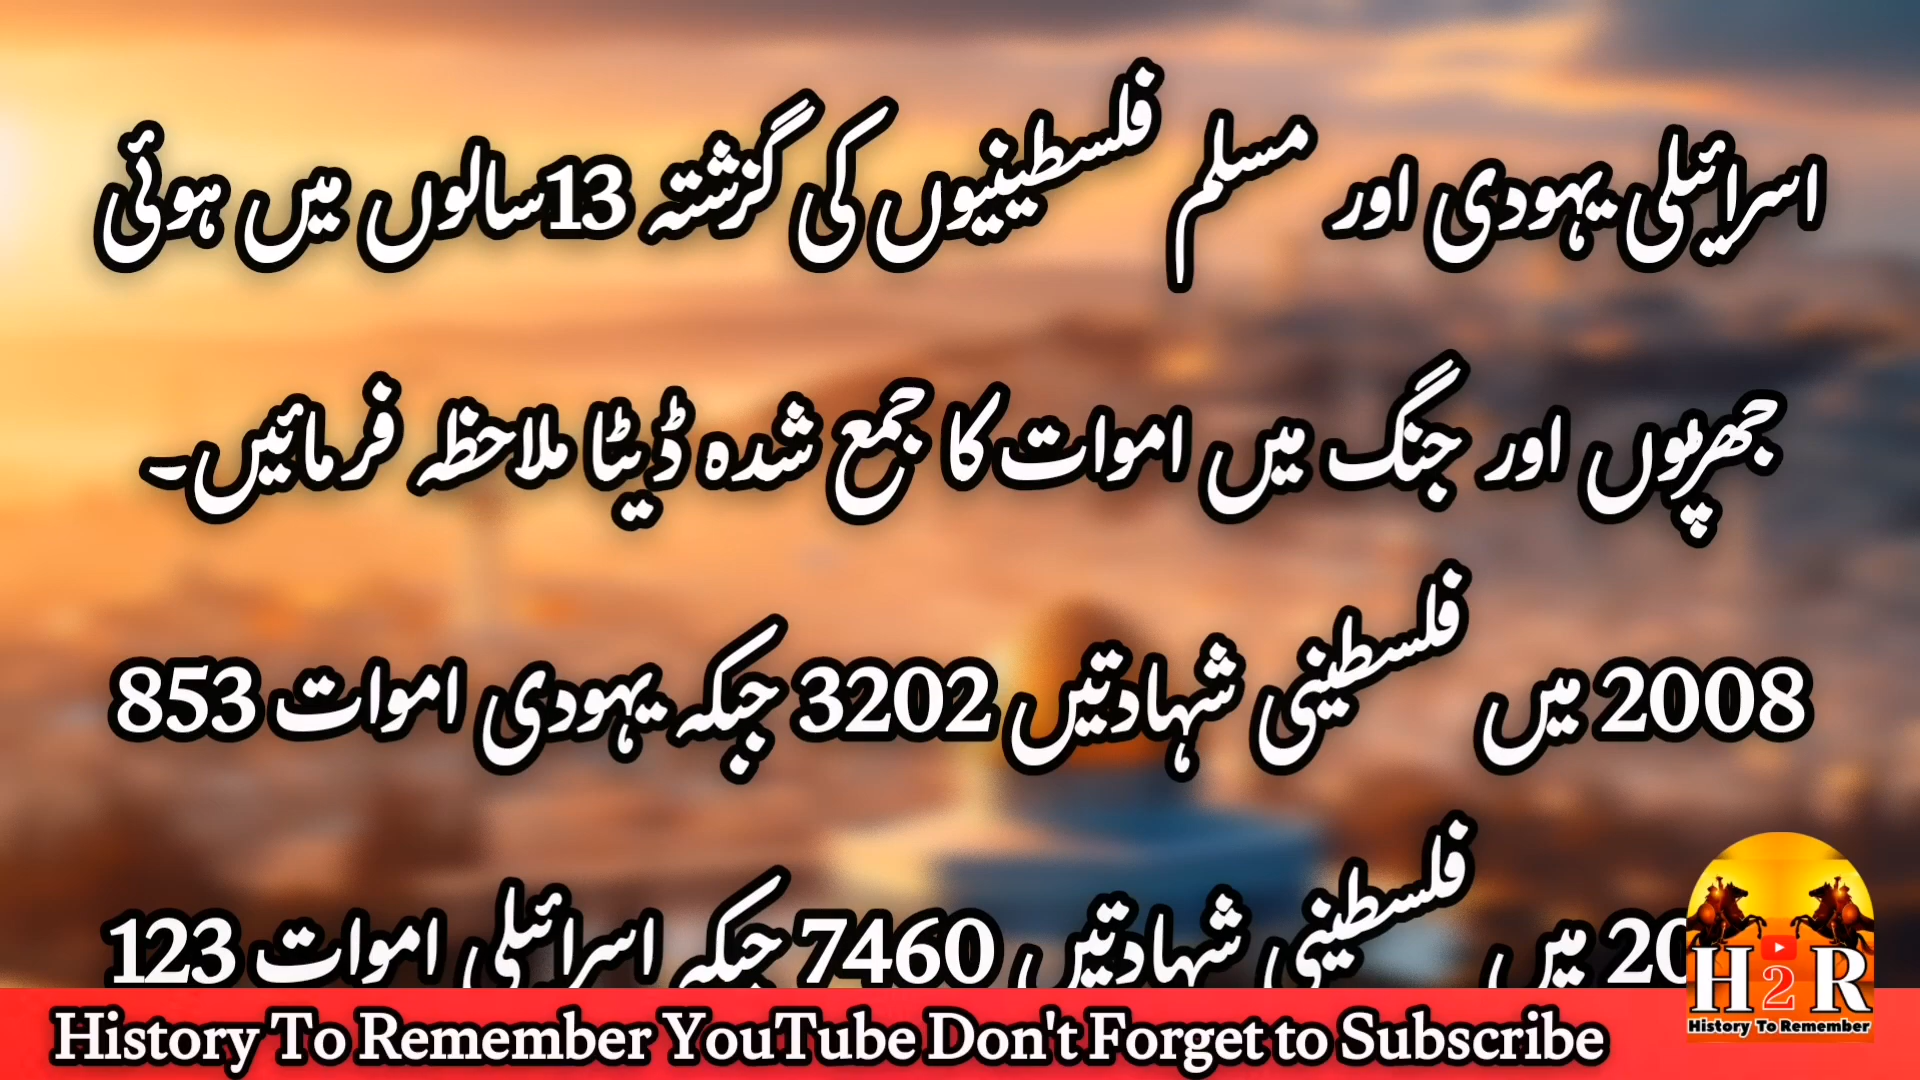 اسرائیلی یہودی اور مسلم فلسطینیوں کی گزشتہ 13سالوں میں ہوئی
جھڑپوں اور جنگ میں اموات کا جمع شدہ ڈیٹا ملاحظہ فرمائیں۔
2008 میں فلسطینی شہادتیں 3202 جبکہ یہودی اموات 853
میں فلسطینی شہادتیں 7460 جبکہ اسرائیلی اموات 123
H2R
History To Remember
History To Remember YouTube Don't Forget to Subscribe